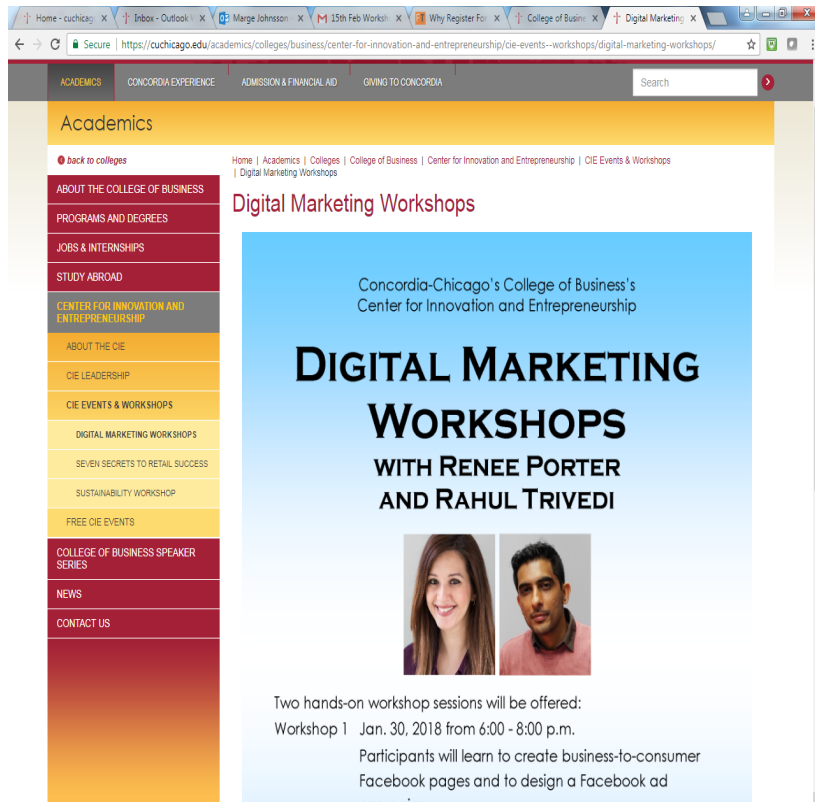 Home - cuchicag
Inbox - Outlook
Marge Johnsson
15th Feb Worksh
Why Register For
College of Busine
Digital Marketing
Secure | https://cuchicago.edu/academics/colleges/business/center-for-innovation-and-entrepreneurship/cie-events--workshops/digital-marketing-workshops/
ACADEMICS CONCORDIA EXPERIENCE ADMISSION & FINANCIAL AID GIVING TO CONCORDIA Search
Academics
back to colleges
ABOUT THE COLLEGE OF BUSINESS
PROGRAMS AND DEGREES
JOBS & INTERNSHIPS
STUDY ABROAD
CENTER FOR INNOVATION AND
ENTREPRENEURSHIP
ABOUT THE CIE
CIE LEADERSHIP
CIE EVENTS & WORKSHOPS
DIGITAL MARKETING WORKSHOPS
SEVEN SECRETS TO RETAIL SUCCESS
SUSTAINABILITY WORKSHOP
FREE CIE EVENTS
COLLEGE OF BUSINESS SPEAKER
SERIES
NEWS
CONTACT US
Home | Academics | Colleges | College of Business | Center for Innovation and Entrepreneurship | CIE Events & Workshops
| Digital Marketing Workshops
Digital Marketing Workshops
Concordia-Chicago's College of Business's
Center for Innovation and Entrepreneurship
DIGITAL MARKETING
WORKSHOPS
WITH RENEE PORTER
AND RAHUL TRIVEDI
Two hands-on workshop sessions will be offered:
Workshop 1 Jan. 30, 2018 from 6:00 - 8:00 p.m.
Participants will learn to create business-to-consumer
Facebook pages and to design a Facebook ad